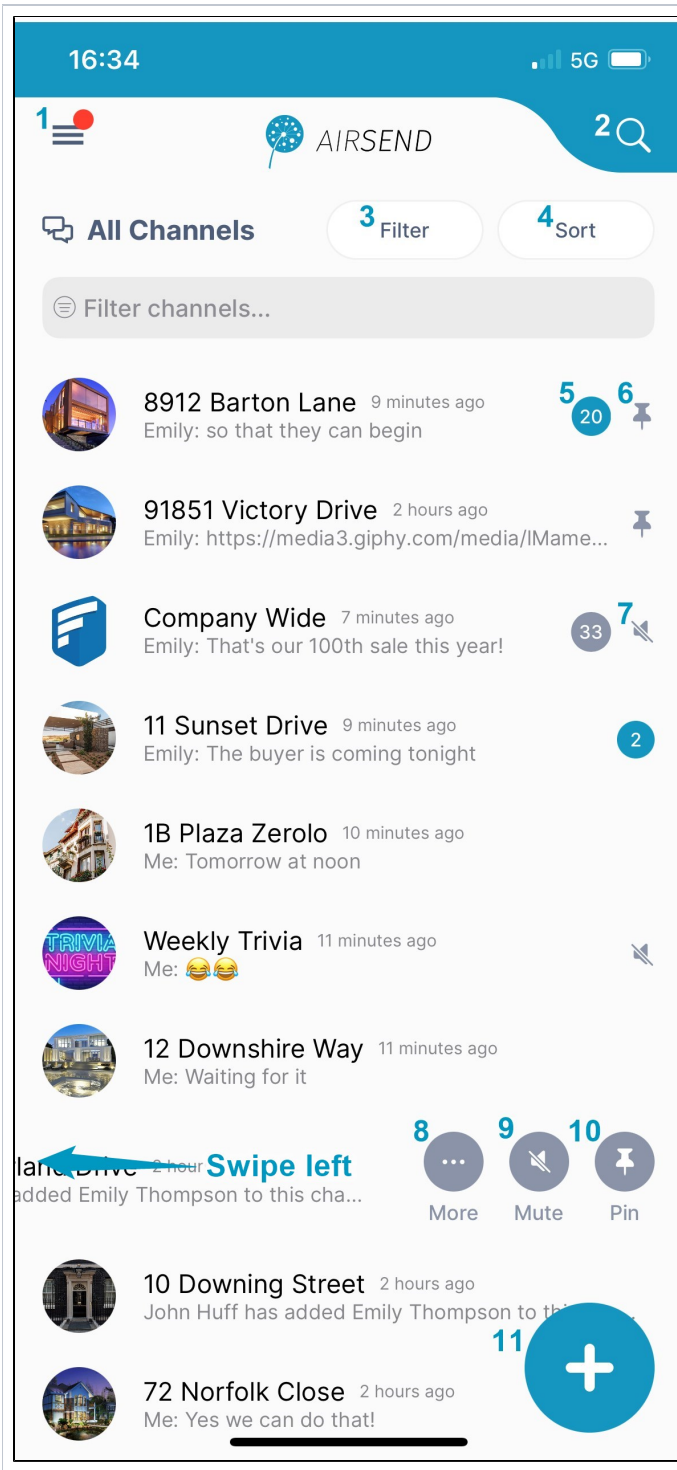 16:34 5G
1 AIRSEND 2
All Channels 3 Filter 4 Sort
Filter channels...
8912 Barton Lane 9 minutes ago 5 20 6
Emily: so that they can begin
91851 Victory Drive 2 hours ago
Emily: https://media3.giphy.com/media/lMame...
Company Wide 7 minutes ago 33 7
Emily: That's our 100th sale this year!
11 Sunset Drive 9 minutes ago 2
Emily: The buyer is coming tonight
1B Plaza Zerolo 10 minutes ago
Me: Tomorrow at noon
TRIVIA
NIGHT
Weekly Trivia 11 minutes ago
Me: 😂😂
12 Downshire Way 11 minutes ago
Me: Waiting for it
8 9 10
Drive 2 hour Swipe left
added Emily Thompson to this cha...
More Mute Pin
10 Downing Street 2 hours ago
John Huff has added Emily Thompson to
11
72 Norfolk Close 2 hours ago
Me: Yes we can do that!